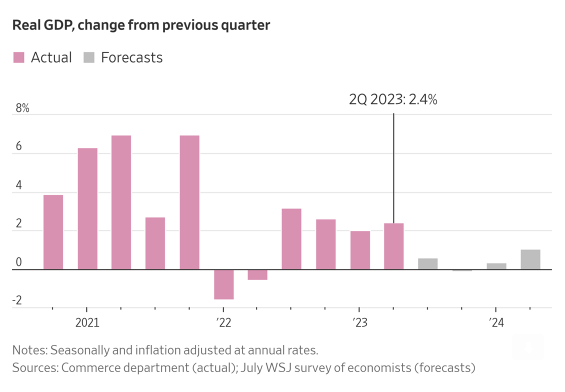 Real GDP, change from previous quarter
Actual Forecasts
2Q 2023: 2.4%
8%
6
4
2
0
-2
2021 ’22 ’23 ’24
Notes: Seasonally and inflation adjusted at annual rates.
Sources: Commerce department (actual); July WSJ survey of economists (forecasts)